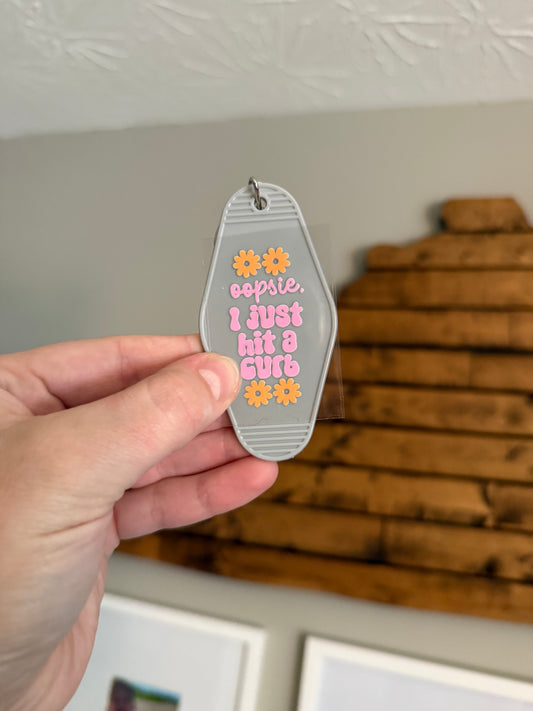 oopsie.
I just
hit a
curb